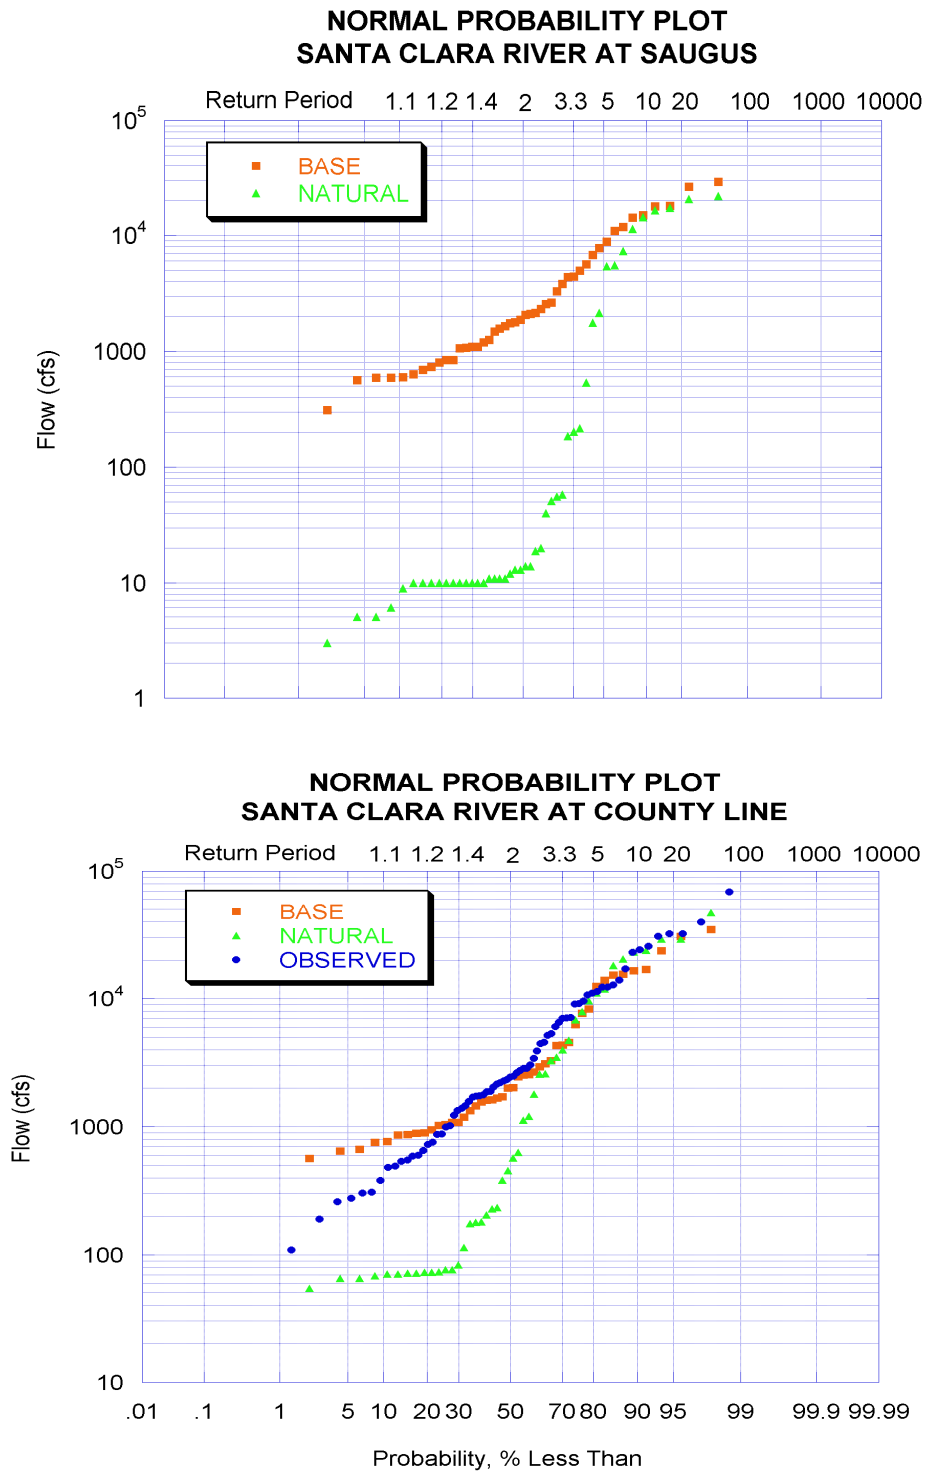 NORMAL PROBABILITY PLOT
SANTA CLARA RIVER AT SAUGUS
Return Period 1.1 1.2 1.4 2 3.3 5 10 20 100 1000 10000
10^5
BASE
NATURAL
10^4
1000
Flow (cfs)
100
10
1
NORMAL PROBABILITY PLOT
SANTA CLARA RIVER AT COUNTY LINE
Return Period 1.1 1.2 1.4 2 3.3 5 10 20 100 1000 10000
10^5
BASE
NATURAL
OBSERVED
10^4
1000
Flow (cfs)
100
10
.01 .1 1 5 10 20 30 50 70 80 90 95 99 99.9 99.99
Probability, % Less Than